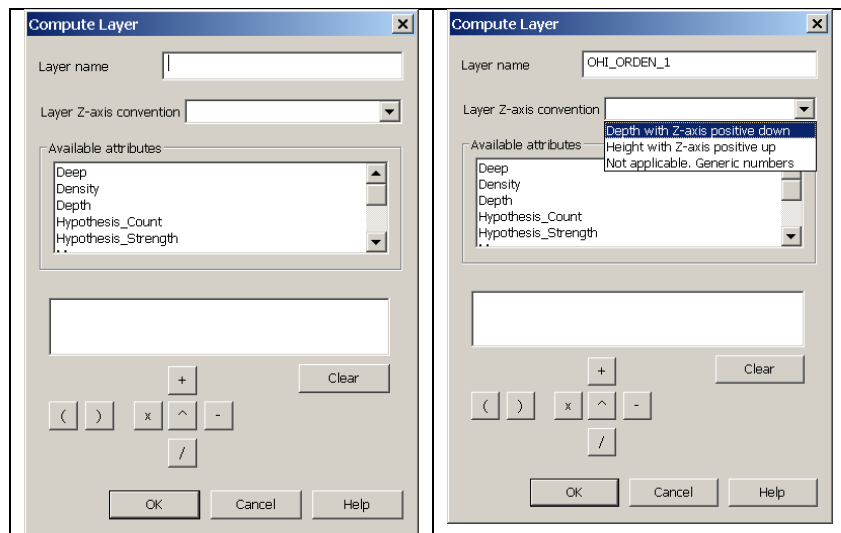 Compute Layer
Layer name
Layer Z-axis convention
Available attributes
Deep
Density
Depth
Hypothesis_Count
Hypothesis_Strength
+
Clear
( ) x ^ -
/
OK Cancel Help
Compute Layer
Layer name OHI_ORDEN_1
Layer Z-axis convention
Depth with Z-axis positive down
Height with Z-axis positive up
Not applicable. Generic numbers
Available attributes
Deep
Density
Depth
Hypothesis_Count
Hypothesis_Strength
+
Clear
( ) x ^ -
/
OK Cancel Help